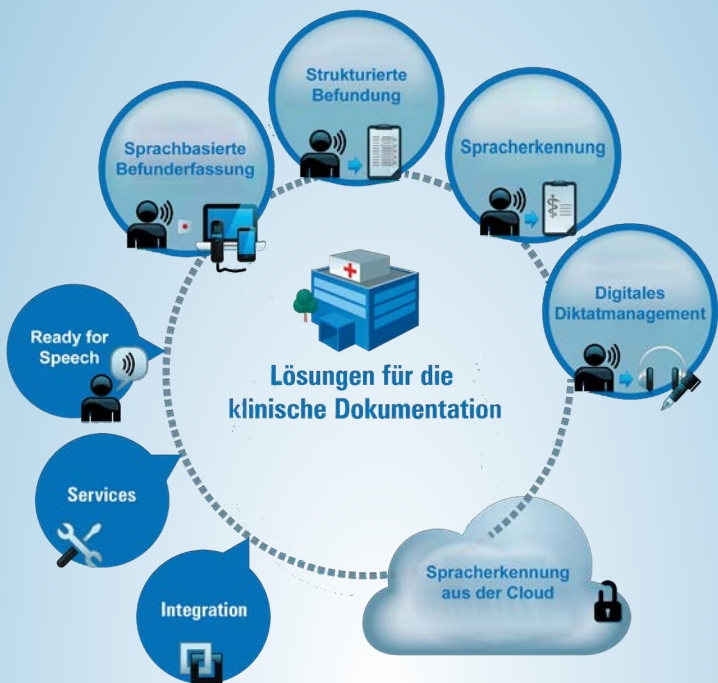 Strukturierte
Befundung
Sprachbasierte
Befunderfassung
Spracherkennung
Digitales
Diktatmanagement
Ready for
Speech
Lösungen für die
klinische Dokumentation
Services
Spracherkennung
aus der Cloud
Integration